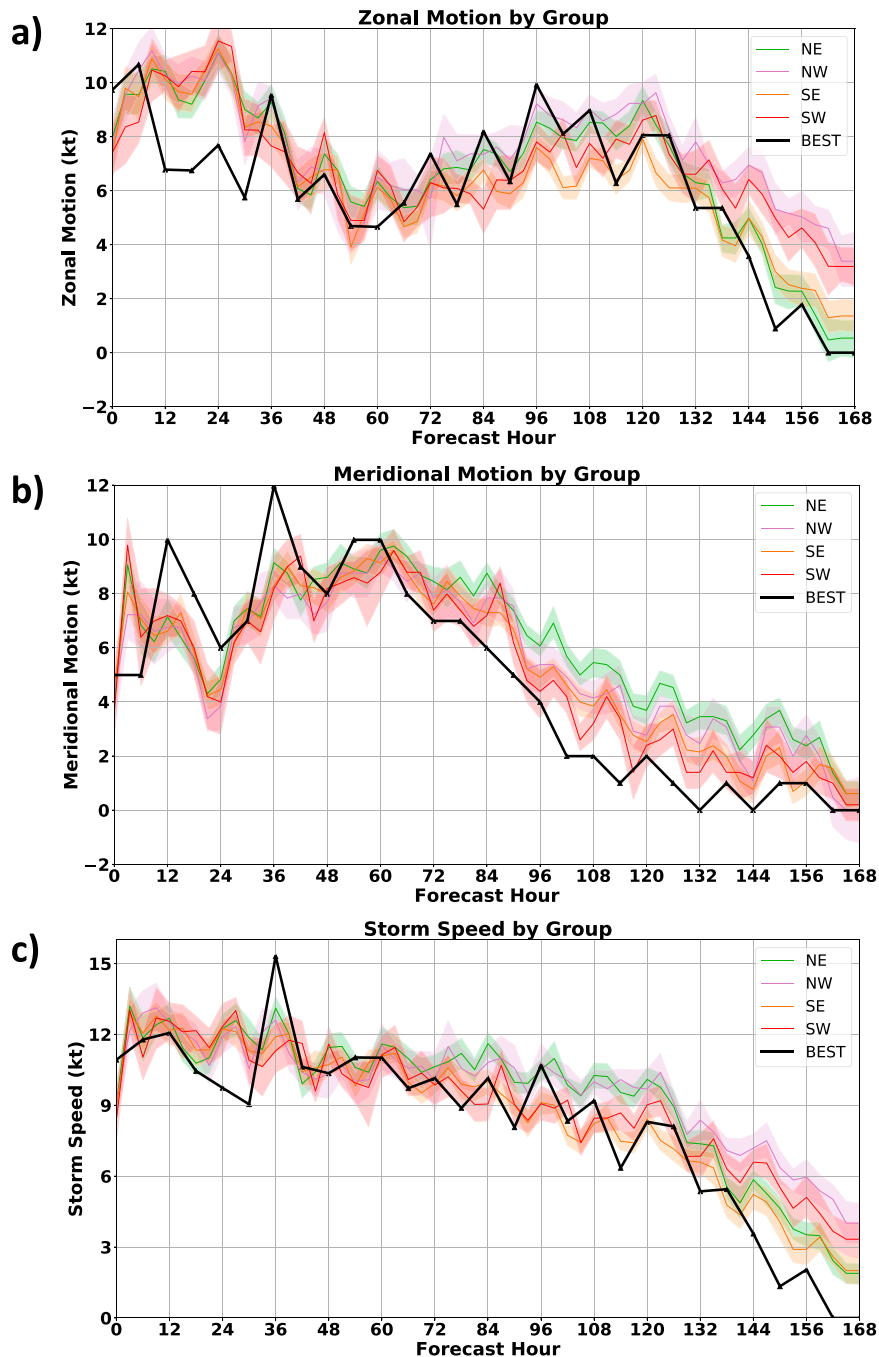 a)
Zonal Motion by Group
Zonal Motion (kt)
12
10
8
6
4
2
0
−2
NE
NW
SE
SW
BEST
0 12 24 36 48 60 72 84 96 108 120 132 144 156 168
Forecast Hour
b)
Meridional Motion by Group
Meridional Motion (kt)
12
10
8
6
4
2
0
−2
NE
NW
SE
SW
BEST
0 12 24 36 48 60 72 84 96 108 120 132 144 156 168
Forecast Hour
c)
Storm Speed by Group
Storm Speed (kt)
15
12
9
6
3
0
NE
NW
SE
SW
BEST
0 12 24 36 48 60 72 84 96 108 120 132 144 156 168
Forecast Hour